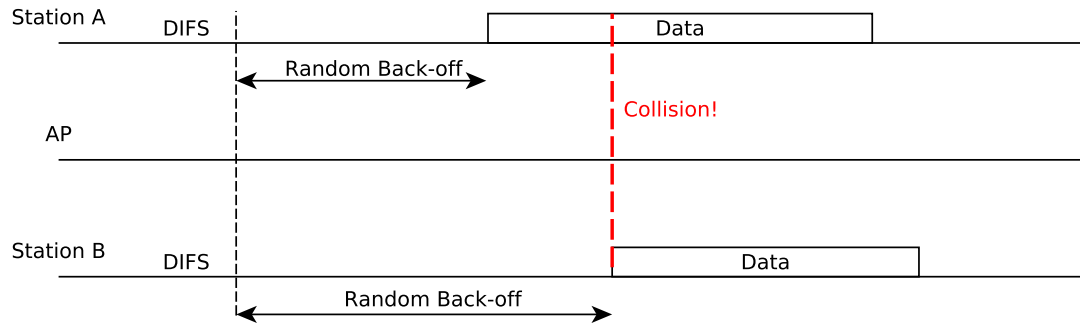 Station A
DIFS
Data
Random Back-off
Collision!
AP
Station B
DIFS
Data
Random Back-off